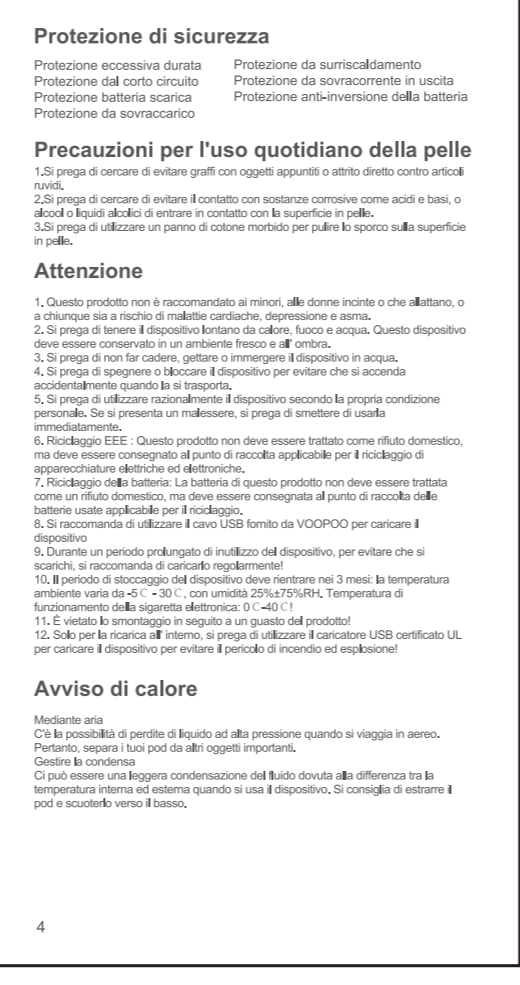 Protezione di sicurezza
Protezione eccessiva durata
Protezione dal corto circuito
Protezione batteria scarica
Protezione da sovraccarico
Protezione da surriscaldamento
Protezione da sovracorrente in uscita
Protezione anti-inversione della batteria
Precauzioni per l'uso quotidiano della pelle
1.Si prega di cercare di evitare graffi con oggetti appuntiti o attrito diretto contro articoli
ruvidi.
2.Si prega di cercare di evitare il contatto con sostanze corrosive come acidi e basi, o
alcool o liquidi alcolici di entrare in contatto con la superficie in pelle.
3.Si prega di utilizzare un panno di cotone morbido per pulire lo sporco sulla superficie
in pelle.
Attenzione
1. Questo prodotto non è raccomandato ai minori, alle donne incinte o che allattano, o
a chiunque sia a rischio di malattie cardiache, depressione e asma.
2. Si prega di tenere il dispositivo lontano da calore, fuoco e acqua. Questo dispositivo
deve essere conservato in un ambiente fresco e all' ombra.
3. Si prega di non far cadere, gettare o immergere il dispositivo in acqua.
4. Si prega di spegnere o bloccare il dispositivo per evitare che si accenda
accidentalmente quando la si trasporta.
5. Si prega di utilizzare razionalmente il dispositivo secondo la propria condizione
personale. Se si presenta un malessere, si prega di smettere di usarla
immediatamente.
6. Riciclaggio EEE : Questo prodotto non deve essere trattato come rifiuto domestico,
ma deve essere consegnato al punto di raccolta applicabile per il riciclaggio di
apparecchiature elettriche ed elettroniche.
7. Riciclaggio della batteria: La batteria di questo prodotto non deve essere trattata
come un rifiuto domestico, ma deve essere consegnata al punto di raccolta delle
batterie usate applicabile per il riciclaggio.
8. Si raccomanda di utilizzare il cavo USB fornito da VOOPOO per caricare il
dispositivo
9. Durante un periodo prolungato di inutilizzo del dispositivo, per evitare che si
scarichi, si raccomanda di caricarlo regolarmente!
10. Il periodo di stoccaggio del dispositivo deve rientrare nei 3 mesi: la temperatura
ambiente varia da -5℃ - 30℃, con umidità 25%±75%RH. Temperatura di
funzionamento della sigaretta elettronica: 0℃-40℃!
11. È vietato lo smontaggio in seguito a un guasto del prodotto!
12. Solo per la ricarica all' interno, si prega di utilizzare il caricatore USB certificato UL
per caricare il dispositivo per evitare il pericolo di incendio ed esplosione!
Avviso di calore
Mediante aria
C'è la possibilità di perdite di liquido ad alta pressione quando si viaggia in aereo.
Pertanto, separa i tuoi pod da altri oggetti importanti.
Gestire la condensa
Ci può essere una leggera condensazione del fluido dovuta alla differenza tra la
temperatura interna ed esterna quando si usa il dispositivo. Si consiglia di estrarre il
pod e scuoterlo verso il basso.
4